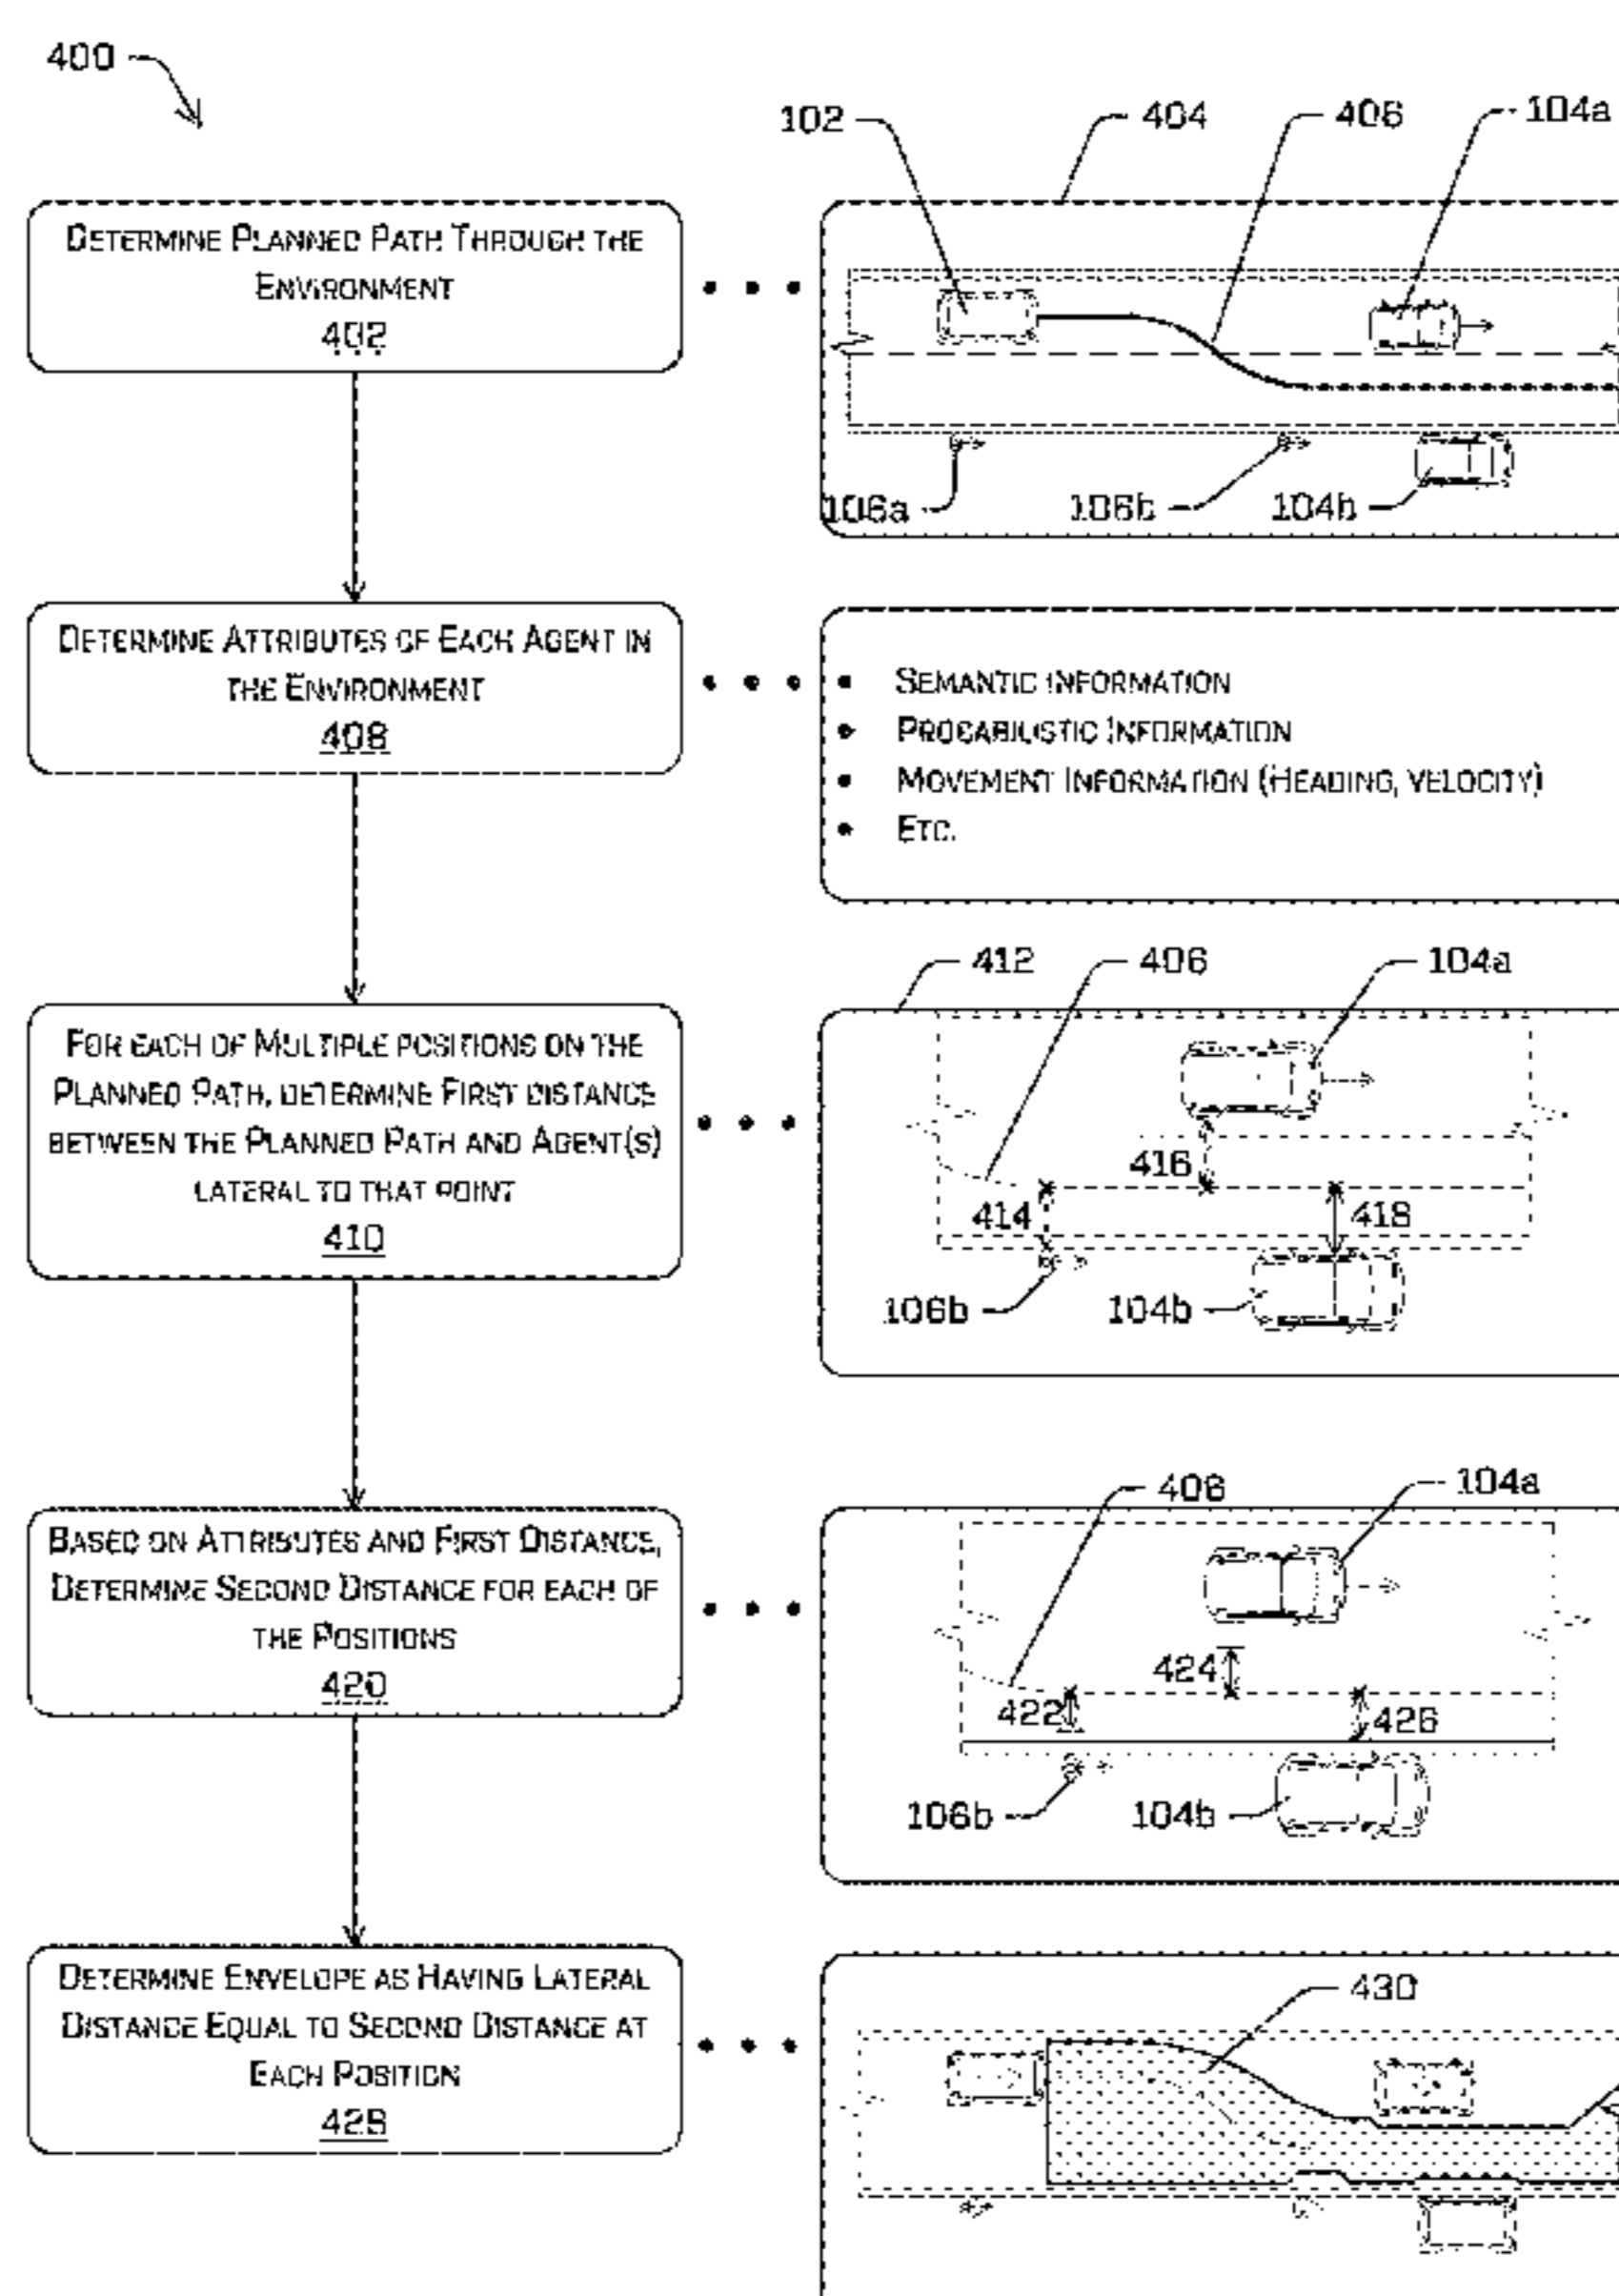 400
102
404
406
104a
DETERMINE PLANNED PATH THROUGH THE
ENVIRONMENT
402
106a
106b
104b
DETERMINE ATTRIBUTES OF EACH AGENT IN
THE ENVIRONMENT
408
• SEMANTIC INFORMATION
• PROBABILISTIC INFORMATION
• MOVEMENT INFORMATION (HEADING, VELOCITY)
• ETC.
412
406
104a
FOR EACH OF MULTIPLE POSITIONS ON THE
PLANNED PATH, DETERMINE FIRST DISTANCE
BETWEEN THE PLANNED PATH AND AGENT(S)
LATERAL TO THAT POINT
410
416
414
418
106b
104b
406
104a
BASED ON ATTRIBUTES AND FIRST DISTANCE,
DETERMINE SECOND DISTANCE FOR EACH OF
THE POSITIONS
420
424
422
426
106b
104b
DETERMINE ENVELOPE AS HAVING LATERAL
DISTANCE EQUAL TO SECOND DISTANCE AT
EACH POSITION
428
430